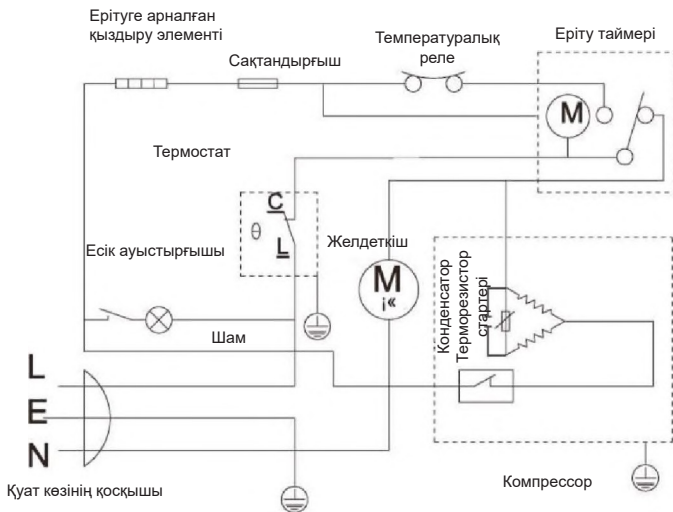 Ерітуге арналған
қыздыру элементі
Сақтандырғыш
Температуралық
реле
Еріту таймері
M
Термостат
C
θ
L
Есік ауыстырғышы
Желдеткіш
M
i«
Конденсатор
Терморезистор
стартері
Шам
L
E
N
Қуат көзінің қосқышы
Компрессор